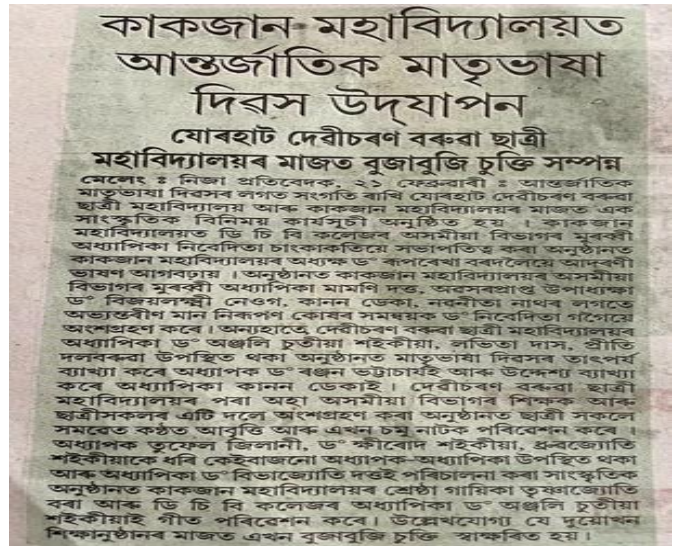 কাকজান মহাবিদ্যালয়ত
আন্তৰ্জাতিক মাতৃভাষা
দিৱস উদ্‌যাপন
যোৰহাট দেৱীচৰণ বৰুৱা ছাত্ৰী
মহাবিদ্যালয়ৰ মাজত বুজাবুজি চুক্তি সম্পন্ন
মেলেং : নিজা প্ৰতিবেদক, ২১ ফেব্ৰুৱাৰী : আন্তৰ্জাতিক
মাতৃভাষা দিৱসৰ লগত সংগতি ৰাখি যোৰহাট দেৱীচৰণ বৰুৱা
ছাত্ৰী মহাবিদ্যালয় আৰু কাকজান মহাবিদ্যালয়ৰ মাজত এক
সাংস্কৃতিক বিনিময় কাৰ্যসূচী অনুষ্ঠিত হয় । কাকজান
মহাবিদ্যালয়ত ডি চি বি কলেজৰ অসমীয়া বিভাগৰ মুৰব্বী
অধ্যাপিকা নিবেদিতা চাংকাকতিয়ে সভাপতিত্ব কৰা অনুষ্ঠানত
কাকজান মহাবিদ্যালয়ৰ অধ্যক্ষ ড° ৰূপৰেখা বৰদলৈয়ে আদৰণী
ভাষণ আগবঢ়ায় । অনুষ্ঠানত কাকজান মহাবিদ্যালয়ৰ অসমীয়া
বিভাগৰ মুৰব্বী অধ্যাপিকা মামণি দত্ত, অৱসৰপ্ৰাপ্ত উপাধ্যক্ষা
ড° বিজয়লক্ষ্মী নেওগ, কানন ডেকা, নৱনীতা নাথৰ লগতে
অভ্যন্তৰীণ মান নিৰূপণ কোষৰ সমন্বয়ক ড° নিবেদিতা গগৈয়ে
অংশগ্ৰহণ কৰে । অন্যহাতে দেৱীচৰণ বৰুৱা ছাত্ৰী মহাবিদ্যালয়ৰ
অধ্যাপিকা ড° অঞ্জলি চুতীয়া শইকীয়া, লভিতা দাস, প্ৰীতি
দলবৰুৱা উপস্থিত থকা অনুষ্ঠানত মাতৃভাষা দিৱসৰ তাৎপৰ্য
ব্যাখ্যা কৰে অধ্যাপক ড° ৰঞ্জন ভট্টাচাৰ্যই আৰু উদ্দেশ্য ব্যাখ্যা
কৰে অধ্যাপিকা কানন ডেকাই । দেৱীচৰণ বৰুৱা ছাত্ৰী
মহাবিদ্যালয়ৰ পৰা অহা অসমীয়া বিভাগৰ শিক্ষক আৰু
ছাত্ৰীসকলৰ এটি দলে অংশগ্ৰহণ কৰা অনুষ্ঠানত ছাত্ৰী সকলে
সমবেত কণ্ঠত আবৃত্তি আৰু এখন চমু নাটক পৰিৱেশন কৰে ।
অধ্যাপক তুফেল জিলানী, ড° ক্ষীৰোদ শইকীয়া, ধ্ৰুৱজ্যোতি
শইকীয়াকে ধৰি কেইবাজনো অধ্যাপক-অধ্যাপিকা উপস্থিত থকা
আৰু অধ্যাপিকা ড° বিভাজ্যোতি দত্তই পৰিচালনা কৰা সাংস্কৃতিক
অনুষ্ঠানত কাকজান মহাবিদ্যালয়ৰ শ্ৰেষ্ঠা গায়িকা তৃষ্ণাজ্যোতি
বৰা আৰু ডি চি বি কলেজৰ অধ্যাপিকা ড° অঞ্জলি চুতীয়া
শইকীয়াই গীত পৰিৱেশন কৰে। উল্লেখযোগ্য যে দুয়োখন
শিক্ষানুষ্ঠানৰ মাজত এখন বুজাবুজি চুক্তি স্বাক্ষৰিত হয় ।